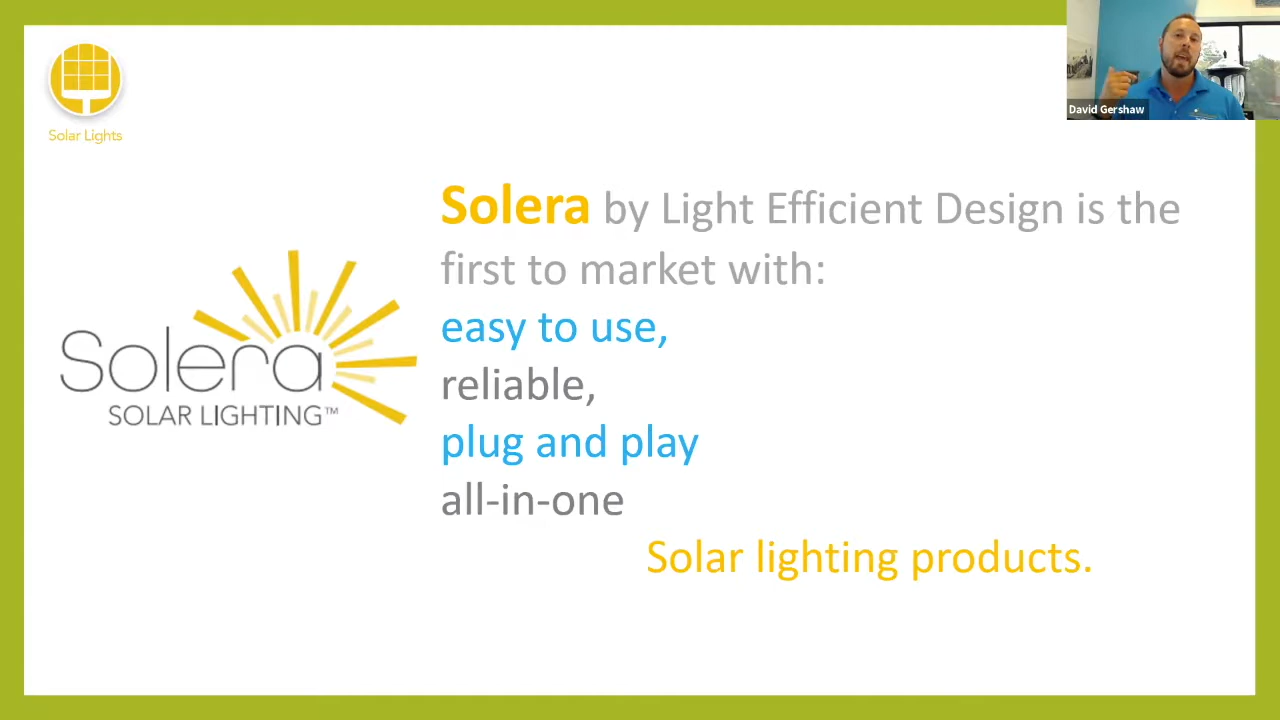 Solar Lights
David Gershaw
Solera by Light Efficient Design is the
first to market with:
easy to use,
reliable,
plug and play
all-in-one
Solar lighting products.
Solera
SOLAR LIGHTING™